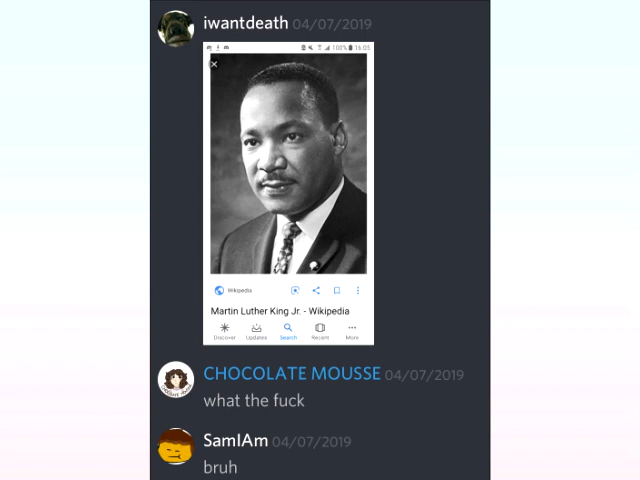 iwantdeath 04/07/2019
100% 16:05
Wikipedia
Martin Luther King Jr. - Wikipedia
Discover Updates Search Recent More
CHOCOLATE MOUSSE 04/07/2019
what the fuck
SamIAm 04/07/2019
bruh